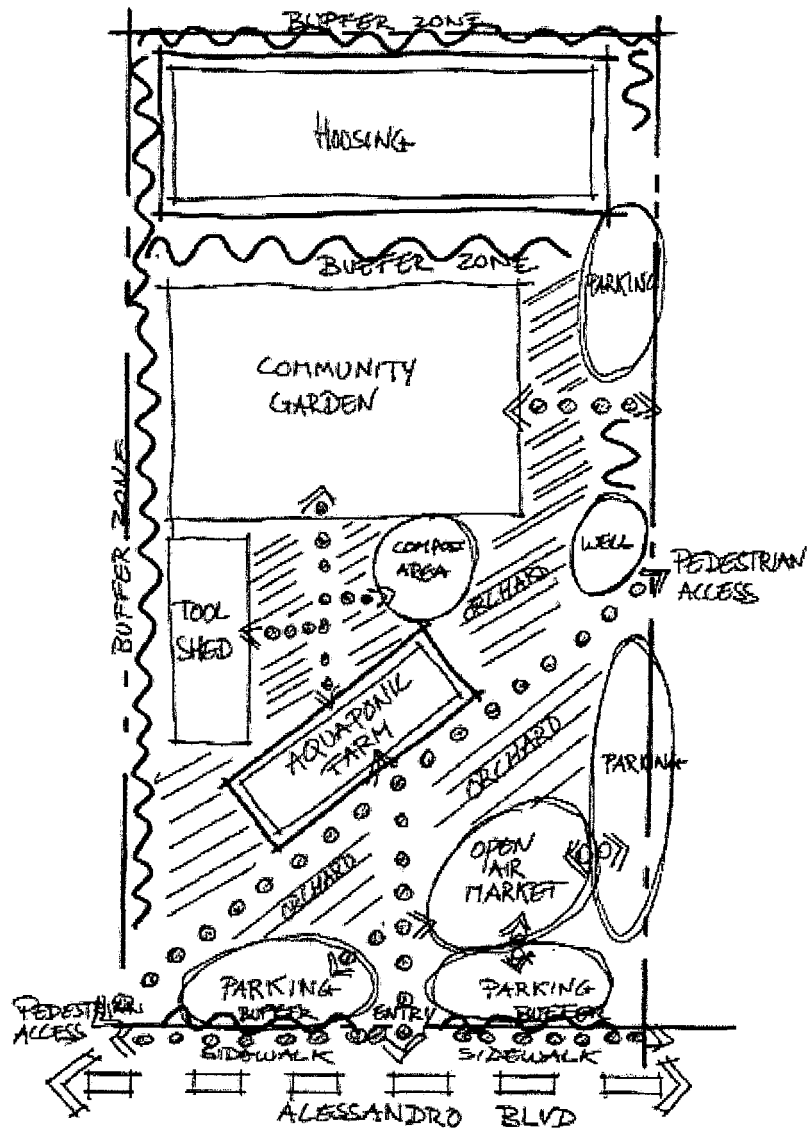 BUFFER ZONE
HOUSING
BUFFER ZONE
PARKING
COMMUNITY
GARDEN
BUFFER ZONE
COMPOST
AREA
WELL
ORCHARD
PEDESTRIAN
ACCESS
TOOL
SHED
AQUAPONIC
FARM
ORCHARD
PARKING
OPEN
AIR
MARKET
ORCHARD
PARKING
BUFFER
ENTRY
PARKING
BUFFER
PEDESTRIAN
ACCESS
SIDEWALK
SIDEWALK
ALESSANDRO BLVD